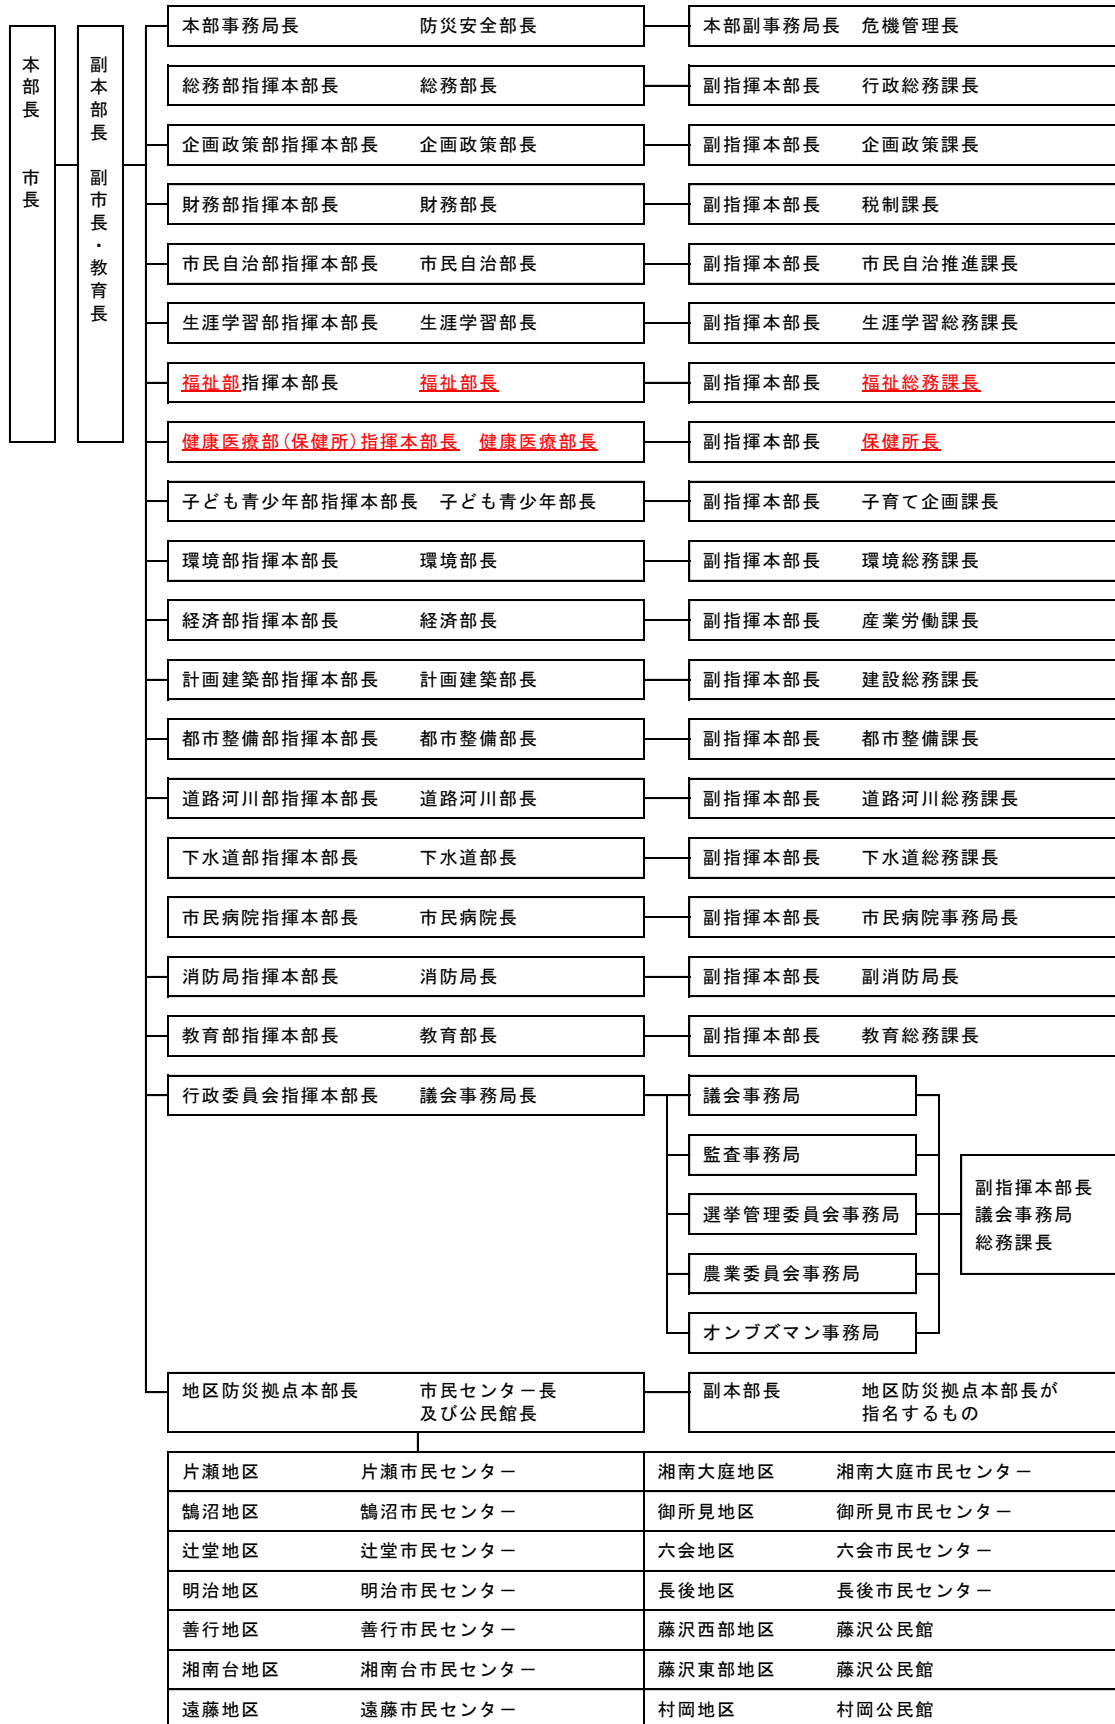 本部長 市長
副本部長 副市長・教育長
本部事務局長 防災安全部長 本部副事務局長 危機管理長
総務部指揮本部長 総務部長 副指揮本部長 行政総務課長
企画政策部指揮本部長 企画政策部長 副指揮本部長 企画政策課長
財務部指揮本部長 財務部長 副指揮本部長 税制課長
市民自治部指揮本部長 市民自治部長 副指揮本部長 市民自治推進課長
生涯学習部指揮本部長 生涯学習部長 副指揮本部長 生涯学習総務課長
福祉部指揮本部長 福祉部長 副指揮本部長 福祉総務課長
健康医療部(保健所)指揮本部長 健康医療部長 副指揮本部長 保健所長
子ども青少年部指揮本部長 子ども青少年部長 副指揮本部長 子育て企画課長
環境部指揮本部長 環境部長 副指揮本部長 環境総務課長
経済部指揮本部長 経済部長 副指揮本部長 産業労働課長
計画建築部指揮本部長 計画建築部長 副指揮本部長 建設総務課長
都市整備部指揮本部長 都市整備部長 副指揮本部長 都市整備課長
道路河川部指揮本部長 道路河川部長 副指揮本部長 道路河川総務課長
下水道部指揮本部長 下水道部長 副指揮本部長 下水道総務課長
市民病院指揮本部長 市民病院長 副指揮本部長 市民病院事務局長
消防局指揮本部長 消防局長 副指揮本部長 副消防局長
教育部指揮本部長 教育部長 副指揮本部長 教育総務課長
行政委員会指揮本部長 議会事務局長 議会事務局
監査事務局
選挙管理委員会事務局
農業委員会事務局
オンブズマン事務局
副指揮本部長
議会事務局
総務課長
地区防災拠点本部長 市民センター長 副本部長 地区防災拠点本部長が
及び公民館長 指名するもの
片瀬地区 片瀬市民センター 湘南大庭地区 湘南大庭市民センター
鵠沼地区 鵠沼市民センター 御所見地区 御所見市民センター
辻堂地区 辻堂市民センター 六会地区 六会市民センター
明治地区 明治市民センター 長後地区 長後市民センター
善行地区 善行市民センター 藤沢西部地区 藤沢公民館
湘南台地区 湘南台市民センター 藤沢東部地区 藤沢公民館
遠藤地区 遠藤市民センター 村岡地区 村岡公民館